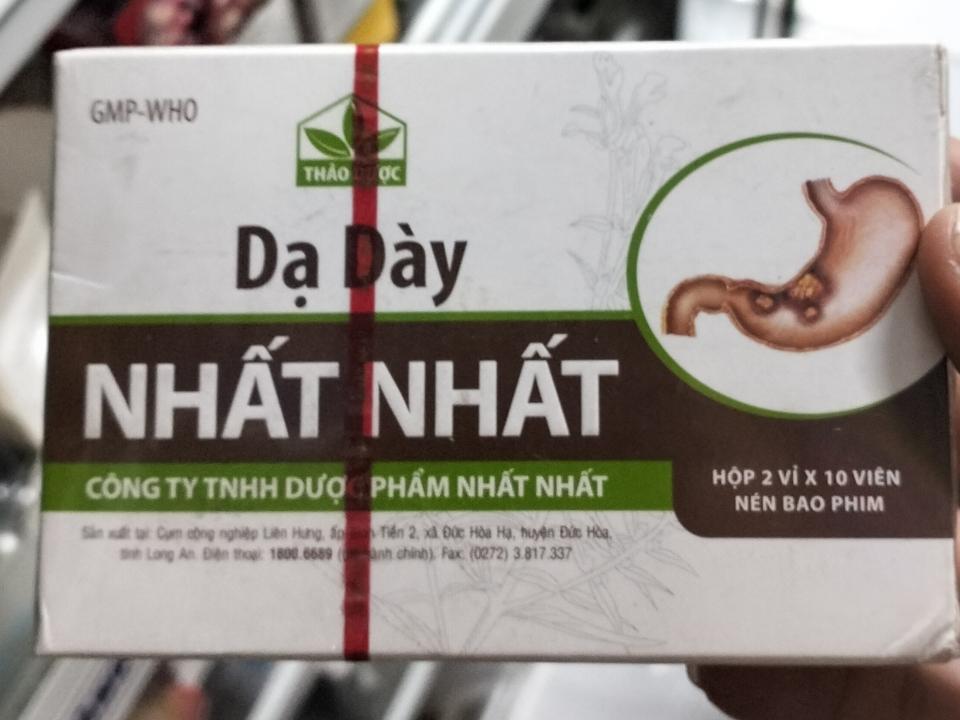 GMP-WHO
THẢO DƯỢC
Dạ Dày
NHẤT NHẤT
CÔNG TY TNHH DƯỢC PHẨM NHẤT NHẤT
HỘP 2 VỈ X 10 VIÊN
NÉN BAO PHIM
Sản xuất tại: Cụm công nghiệp Liên Hưng, ấp Tiền 2, xã Đức Hòa Hạ, huyện Đức Hòa,
tỉnh Long An. Điện thoại: 1800.6689 (hành chính). Fax: (0272) 3.817.337